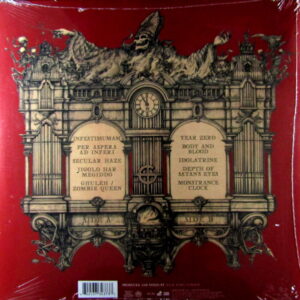 INFESTISSUMAM
PER ASPERA
AD INFERI
SECULAR HAZE
JIGOLO HAR
MEGIDDO
GHULEH /
ZOMBIE QUEEN
SIDE A
YEAR ZERO
BODY AND
BLOOD
IDOLATRINE
DEPTH OF
SATAN'S EYES
MONSTRANCE
CLOCK
SIDE B